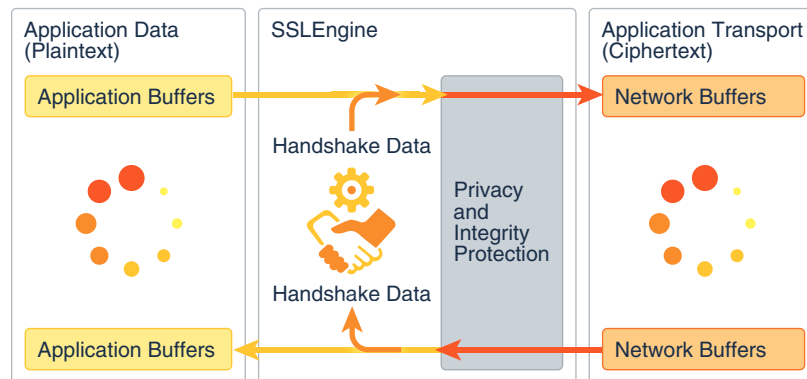 Application Data
(Plaintext)
SSLEngine
Application Transport
(Ciphertext)
Application Buffers
Network Buffers
Handshake Data
Privacy
and
Integrity
Protection
Handshake Data
Application Buffers
Network Buffers